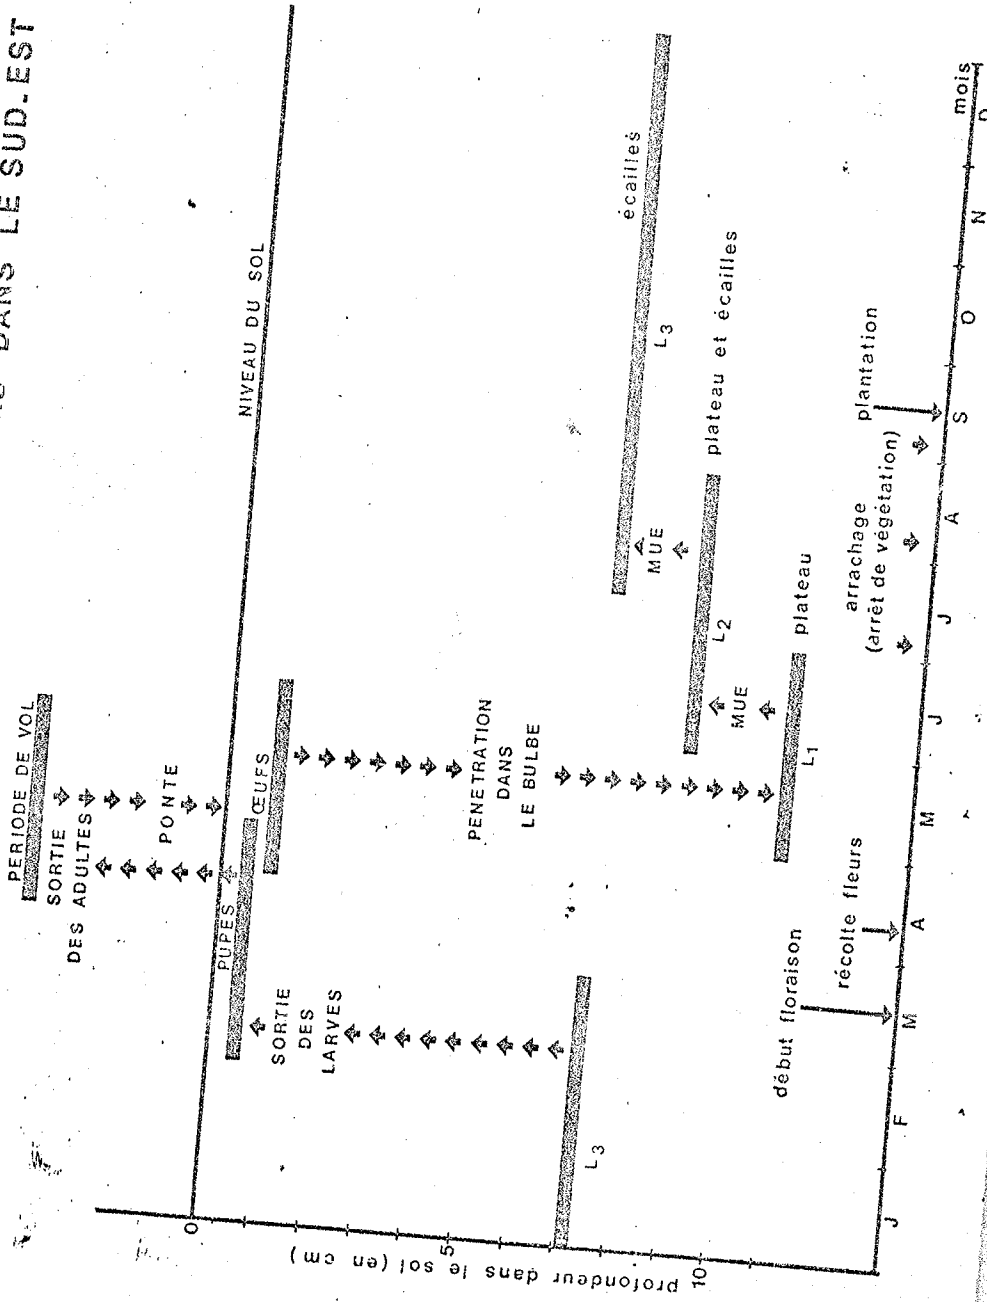 DANS LE SUD.EST
PERIODE DE VOL
SORTIE
DES ADULTES
PONTE
NIVEAU DU SOL
PUPES
ŒUFS
SORTIE
DES
LARVES
PENETRATION
DANS
LE BULBE
L3
écailles
L3
MUE
plateau et écailles
L2
MUE
plateau
L1
début floraison
récolte fleurs
arrachage
(arrêt de végétation)
plantation
mois
J F M A M J J A S O N D
0
5
10
profondeur dans le sol (en cm)